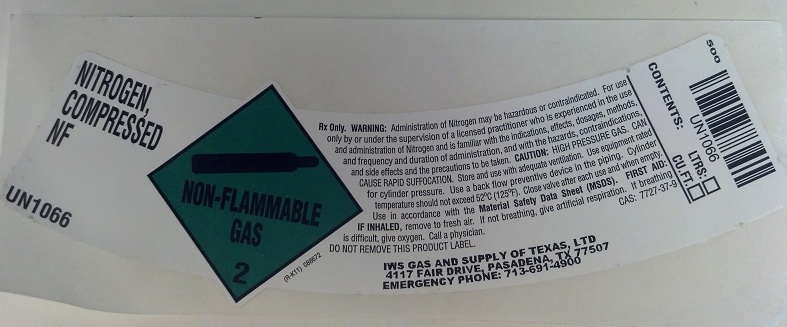 NITROGEN,
COMPRESSED
NF
UN1066
NON-FLAMMABLE
GAS
2
(R-K11) 088572
Rx Only. WARNING: Administration of Nitrogen may be hazardous or contraindicated. For use
only by or under the supervision of a licensed practitioner who is experienced in the use
and administration of Nitrogen and is familiar with the indications, effects, dosages, methods,
and frequency and duration of administration, and with the hazards, contraindications,
and side effects and the precautions to be taken. CAUTION: HIGH PRESSURE GAS. CAN
CAUSE RAPID SUFFOCATION. Store and use with adequate ventilation. Use equipment rated
for cylinder pressure. Use a back flow preventive device in the piping. Cylinder
temperature should not exceed 52ºC (125ºF). Close valve after each use and when empty.
Use in accordance with the Material Safety Data Sheet (MSDS). FIRST AID:
IF INHALED, remove to fresh air. If not breathing, give artificial respiration. If breathing
is difficult, give oxygen. Call a physician.
CAS: 7727-37-9
DO NOT REMOVE THIS PRODUCT LABEL.
IWS GAS AND SUPPLY OF TEXAS, LTD
4117 FAIR DRIVE, PASADENA, TX 77507
EMERGENCY PHONE: 713-691-4900
CONTENTS:
LTRS:
CU.FT.
500
UN1066